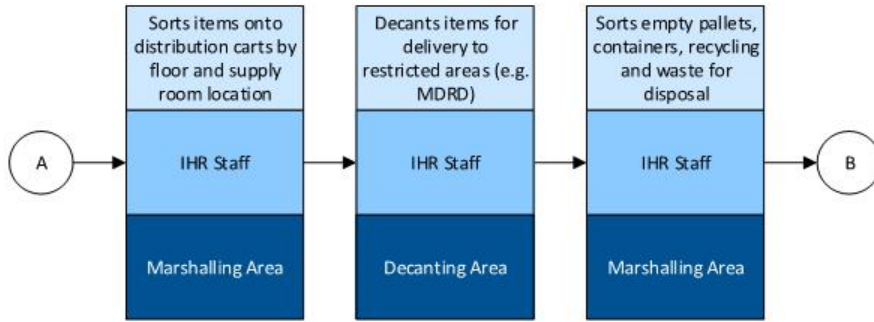 A
Sorts items onto
distribution carts by
floor and supply
room location
IHR Staff
Marshalling Area
Decants items for
delivery to
restricted areas (e.g.
MDRD)
IHR Staff
Decanting Area
Sorts empty pallets,
containers, recycling
and waste for
disposal
IHR Staff
Marshalling Area
B